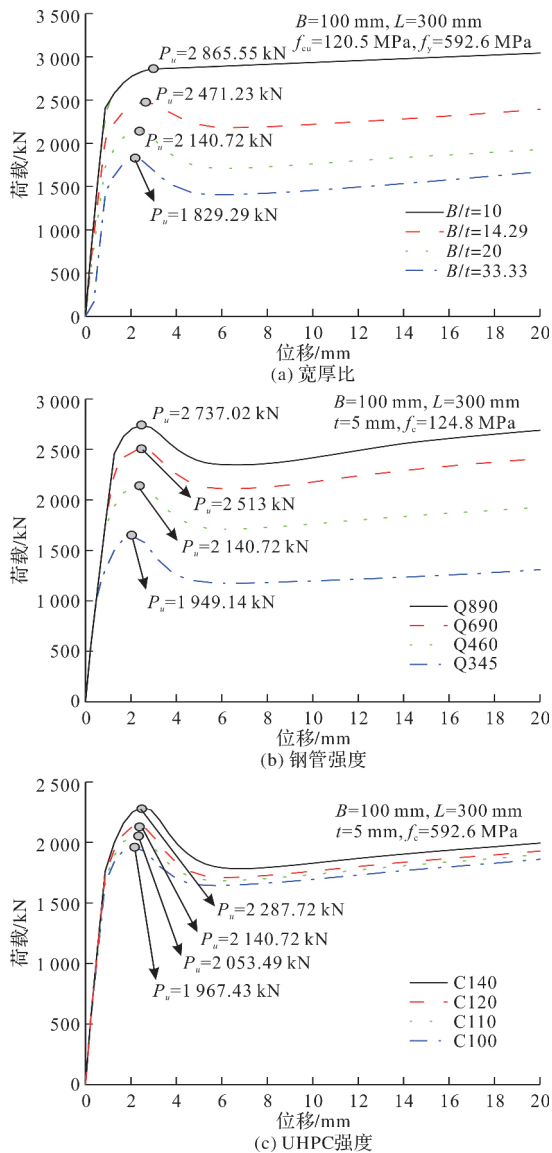 B=100 mm, L=300 mm
f_cu=120.5 MPa, f_y=592.6 MPa
P_u=2 865.55 kN
P_u=2 471.23 kN
P_u=2 140.72 kN
P_u=1 829.29 kN
B/t=10
B/t=14.29
B/t=20
B/t=33.33
荷载/kN
3 500
3 000
2 500
2 000
1 500
1 000
500
0
0 2 4 6 8 10 12 14 16 18 20
位移/mm
(a) 宽厚比
B=100 mm, L=300 mm
t=5 mm, f_c=124.8 MPa
P_u=2 737.02 kN
P_u=2 513 kN
P_u=2 140.72 kN
P_u=1 949.14 kN
Q890
Q690
Q460
Q345
荷载/kN
3 000
2 500
2 000
1 500
1 000
500
0
0 2 4 6 8 10 12 14 16 18 20
位移/mm
(b) 钢管强度
B=100 mm, L=300 mm
t=5 mm, f_c=592.6 MPa
P_u=2 287.72 kN
P_u=2 140.72 kN
P_u=2 053.49 kN
P_u=1 967.43 kN
C140
C120
C110
C100
荷载/kN
2 500
2 000
1 500
1 000
500
0
0 2 4 6 8 10 12 14 16 18 20
位移/mm
(c) UHPC强度